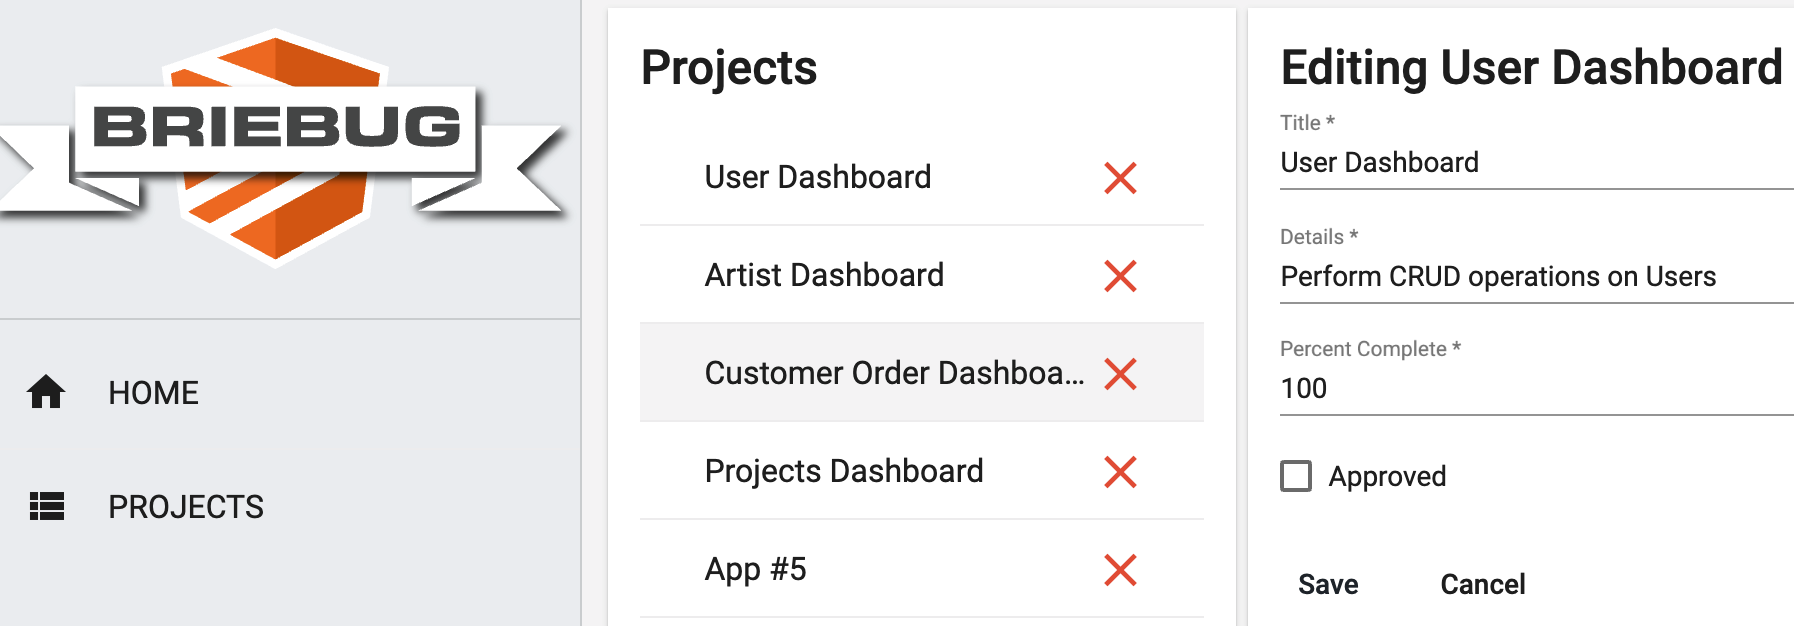 BRIEBUG
HOME
PROJECTS
Projects
User Dashboard
Artist Dashboard
Customer Order Dashboa...
Projects Dashboard
App #5
Editing User Dashboard
Title *
User Dashboard
Details *
Perform CRUD operations on Users
Percent Complete *
100
Approved
Save Cancel